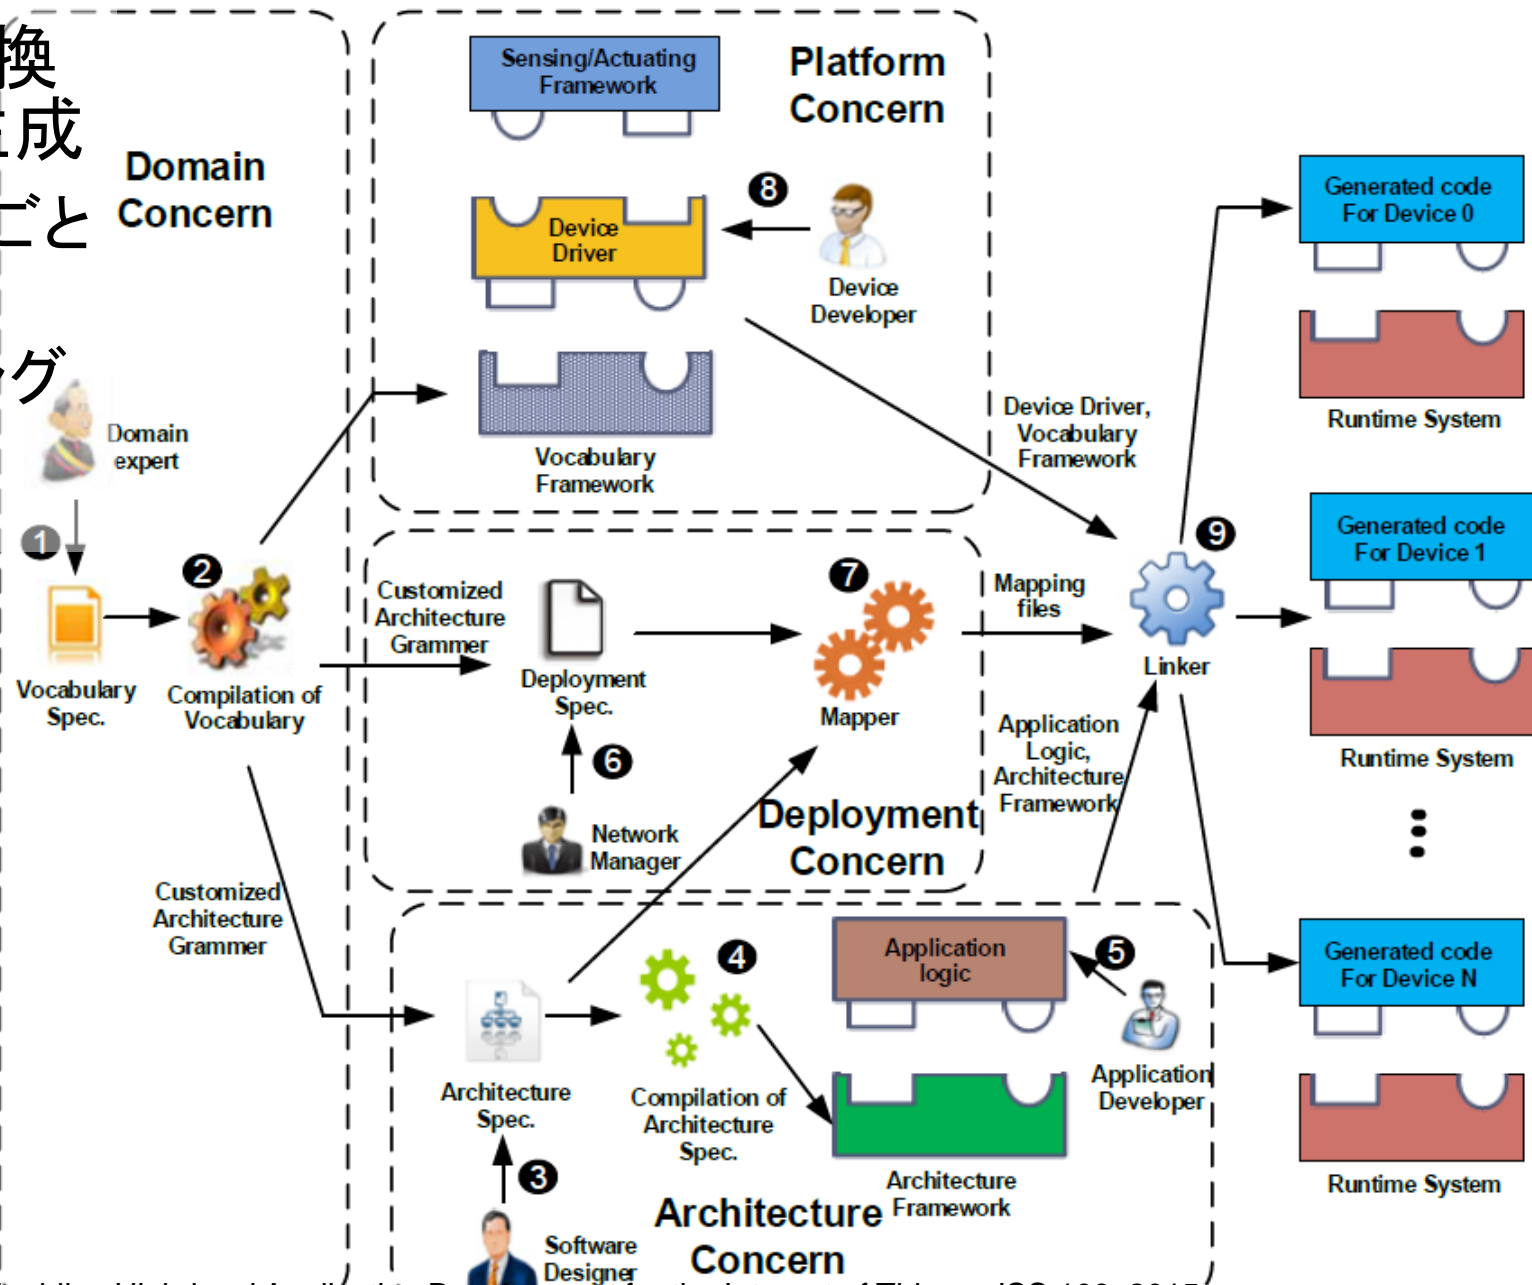 換
生成
ごと
グ
Domain
Concern
Platform
Concern
Sensing/Actuating
Framework
8
Device
Driver
Device
Developer
Vocabulary
Framework
Domain
expert
1
Vocabulary
Spec.
2
Compilation of
Vocabulary
Customized
Architecture
Grammer
Deployment
Spec.
6
Network
Manager
7
Mapper
Deployment
Concern
Customized
Architecture
Grammer
Architecture
Spec.
3
Software
Designer
4
Compilation of
Architecture
Spec.
Application
logic
5
Application
Developer
Architecture
Framework
Architecture
Concern
Device Driver,
Vocabulary
Framework
Mapping
files
Application
Logic,
Architecture
Framework
9
Linker
Generated code
For Device 0
Runtime System
Generated code
For Device 1
Runtime System
Generated code
For Device N
Runtime System